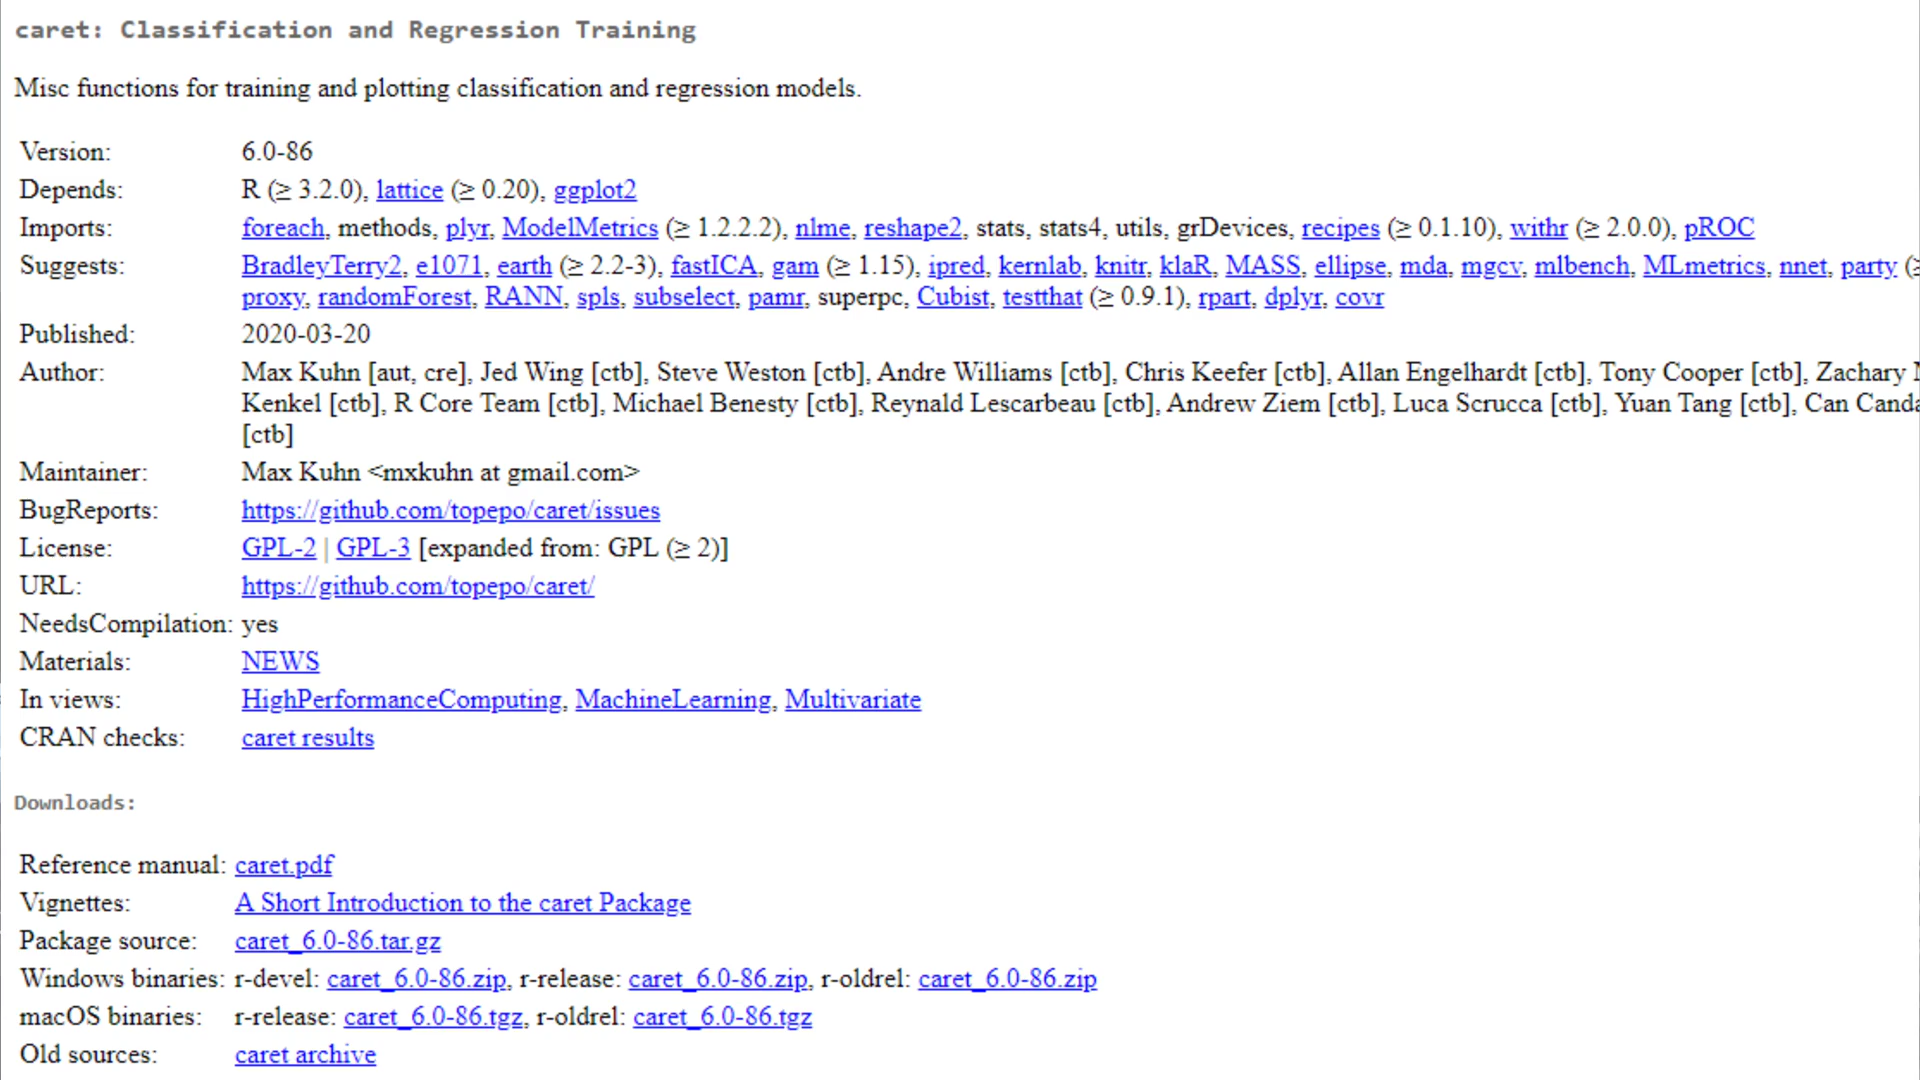 caret: Classification and Regression Training
Misc functions for training and plotting classification and regression models.
Version: 6.0-86
Depends: R (≥ 3.2.0), lattice (≥ 0.20), ggplot2
Imports: foreach, methods, plyr, ModelMetrics (≥ 1.2.2.2), nlme, reshape2, stats, stats4, utils, grDevices, recipes (≥ 0.1.10), withr (≥ 2.0.0), pROC
Suggests: BradleyTerry2, e1071, earth (≥ 2.2-3), fastICA, gam (≥ 1.15), ipred, kernlab, knitr, klaR, MASS, ellipse, mda, mgcv, mlbench, MLmetrics, nnet, party (≥
proxy, randomForest, RANN, spls, subselect, pamr, superpc, Cubist, testthat (≥ 0.9.1), rpart, dplyr, covr
Published: 2020-03-20
Author: Max Kuhn [aut, cre], Jed Wing [ctb], Steve Weston [ctb], Andre Williams [ctb], Chris Keefer [ctb], Allan Engelhardt [ctb], Tony Cooper [ctb], Zachary
Kenkel [ctb], R Core Team [ctb], Michael Benesty [ctb], Reynald Lescarbeau [ctb], Andrew Ziem [ctb], Luca Scrucca [ctb], Yuan Tang [ctb], Can
[ctb]
Maintainer: Max Kuhn <mxkuhn at gmail.com>
BugReports: https://github.com/topepo/caret/issues
License: GPL-2 | GPL-3 [expanded from: GPL (≥ 2)]
URL: https://github.com/topepo/caret/
NeedsCompilation: yes
Materials: NEWS
In views: HighPerformanceComputing, MachineLearning, Multivariate
CRAN checks: caret results
Downloads:
Reference manual: caret.pdf
Vignettes: A Short Introduction to the caret Package
Package source: caret_6.0-86.tar.gz
Windows binaries: r-devel: caret_6.0-86.zip, r-release: caret_6.0-86.zip, r-oldrel: caret_6.0-86.zip
macOS binaries: r-release: caret_6.0-86.tgz, r-oldrel: caret_6.0-86.tgz
Old sources: caret archive